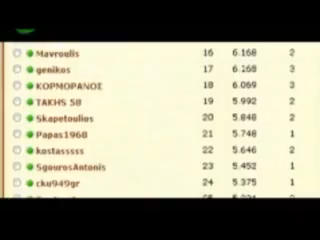 Mavroulis 16 6.168 2
genikos 17 6.168 3
ΚΟΡΜΟΡΑΝΟΣ 18 6.069 3
TAKHS 58 19 5.992 2
Skapetoulios 20 5.848 2
Papas1968 21 5.748 1
kostasssss 22 5.646 2
SgourosAntonis 23 5.452 1
cku949gr 24 5.375 1